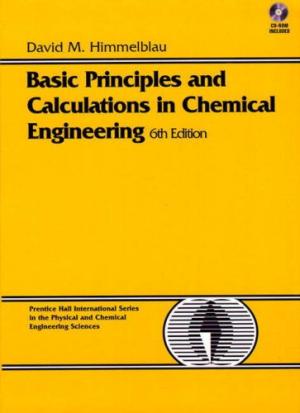 CD-ROM
INCLUDED
David M. Himmelblau
Basic Principles and
Calculations in Chemical
Engineering 6th Edition
Prentice Hall International Series
in the Physical and Chemical
Engineering Sciences